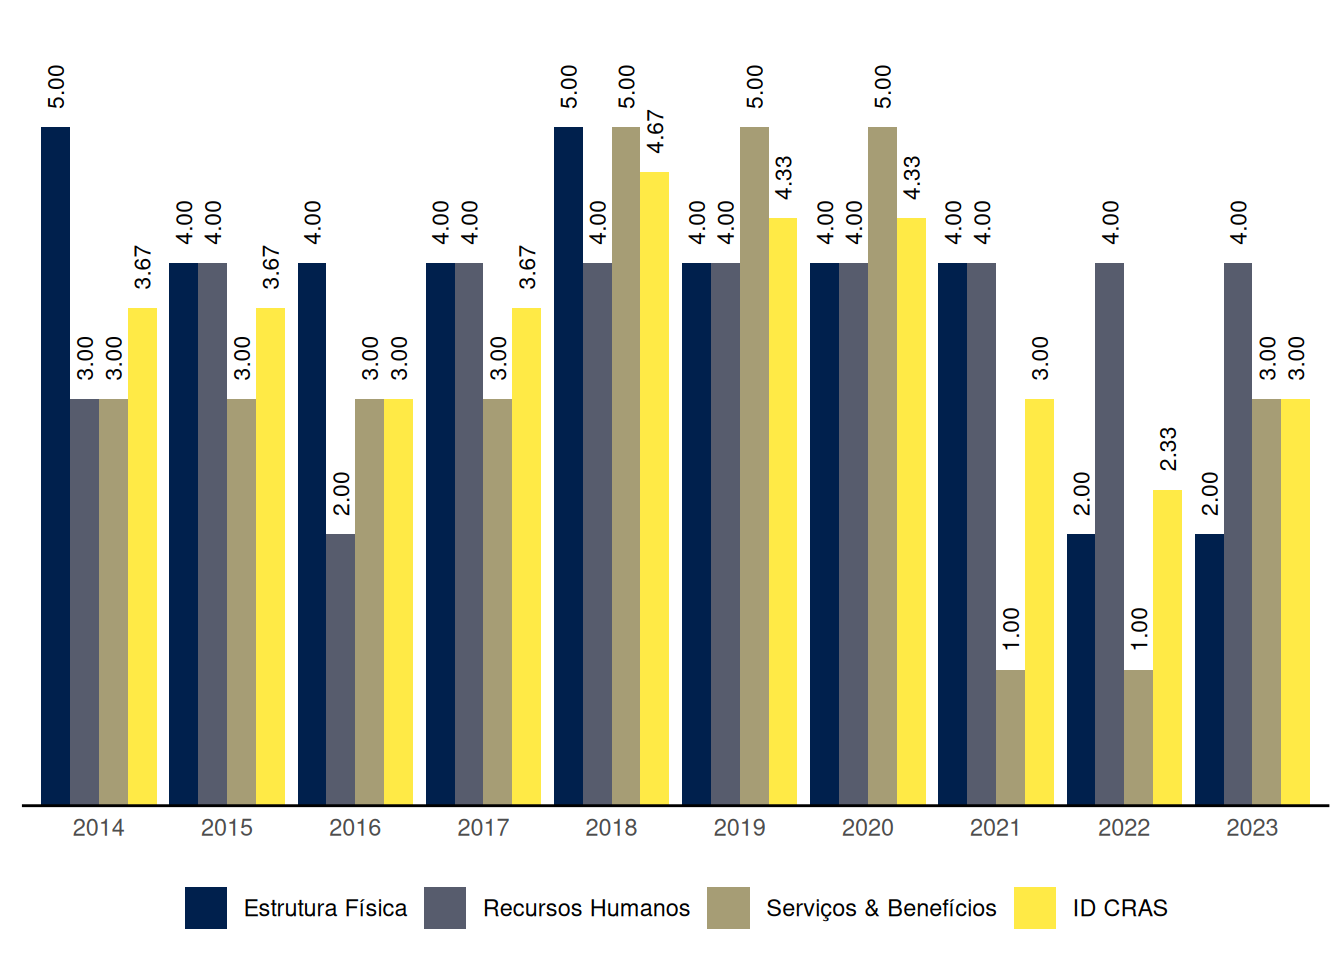 5.00 3.00 3.00 3.67
4.00 4.00 3.00 3.67
4.00 2.00 3.00 3.00
4.00 4.00 3.00 3.67
5.00 4.00 5.00 4.67
4.00 4.00 5.00 4.33
4.00 4.00 5.00 4.33
4.00 4.00 1.00 3.00
2.00 4.00 1.00 2.33
2.00 4.00 3.00 3.00
2014 2015 2016 2017 2018 2019 2020 2021 2022 2023
Estrutura Física Recursos Humanos Serviços & Benefícios ID CRAS